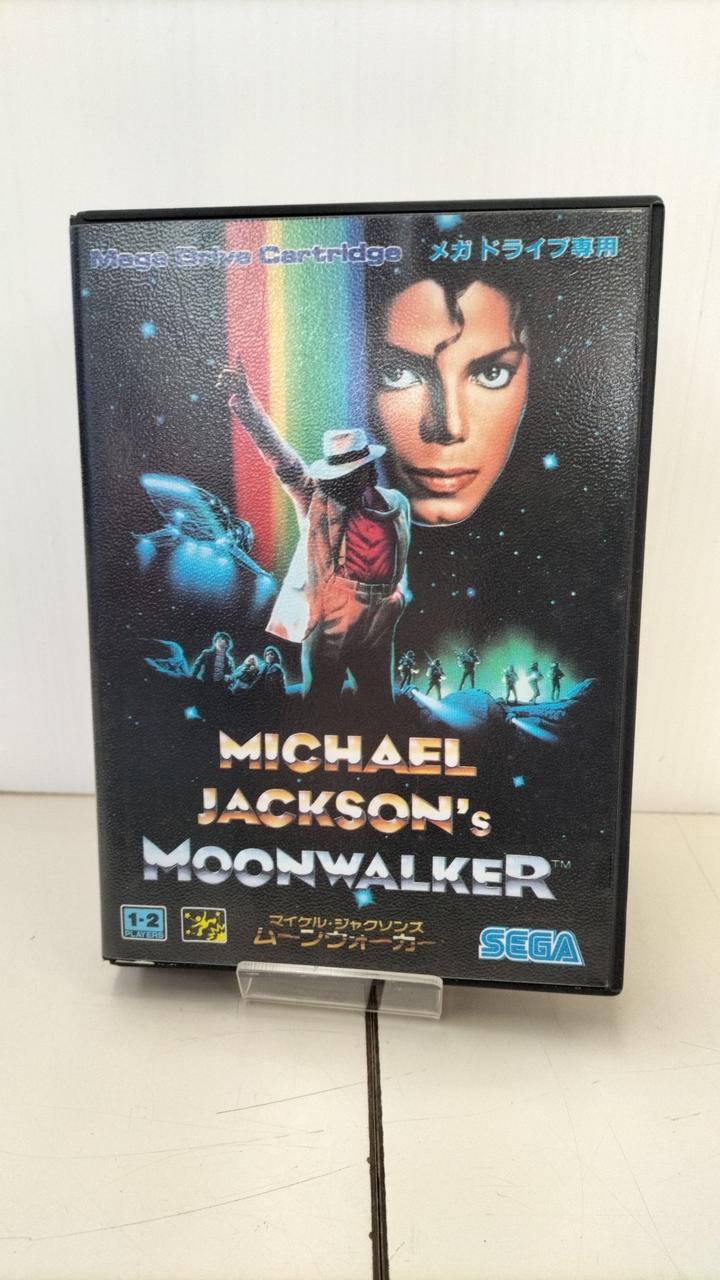 Mega Drive Cartridge
メガドライブ専用
MICHAEL
JACKSON'S
MOONWALKER™
1-2
PLAYERS
マイケル・ジャクソンズ
ムーンウォーカー
SEGA